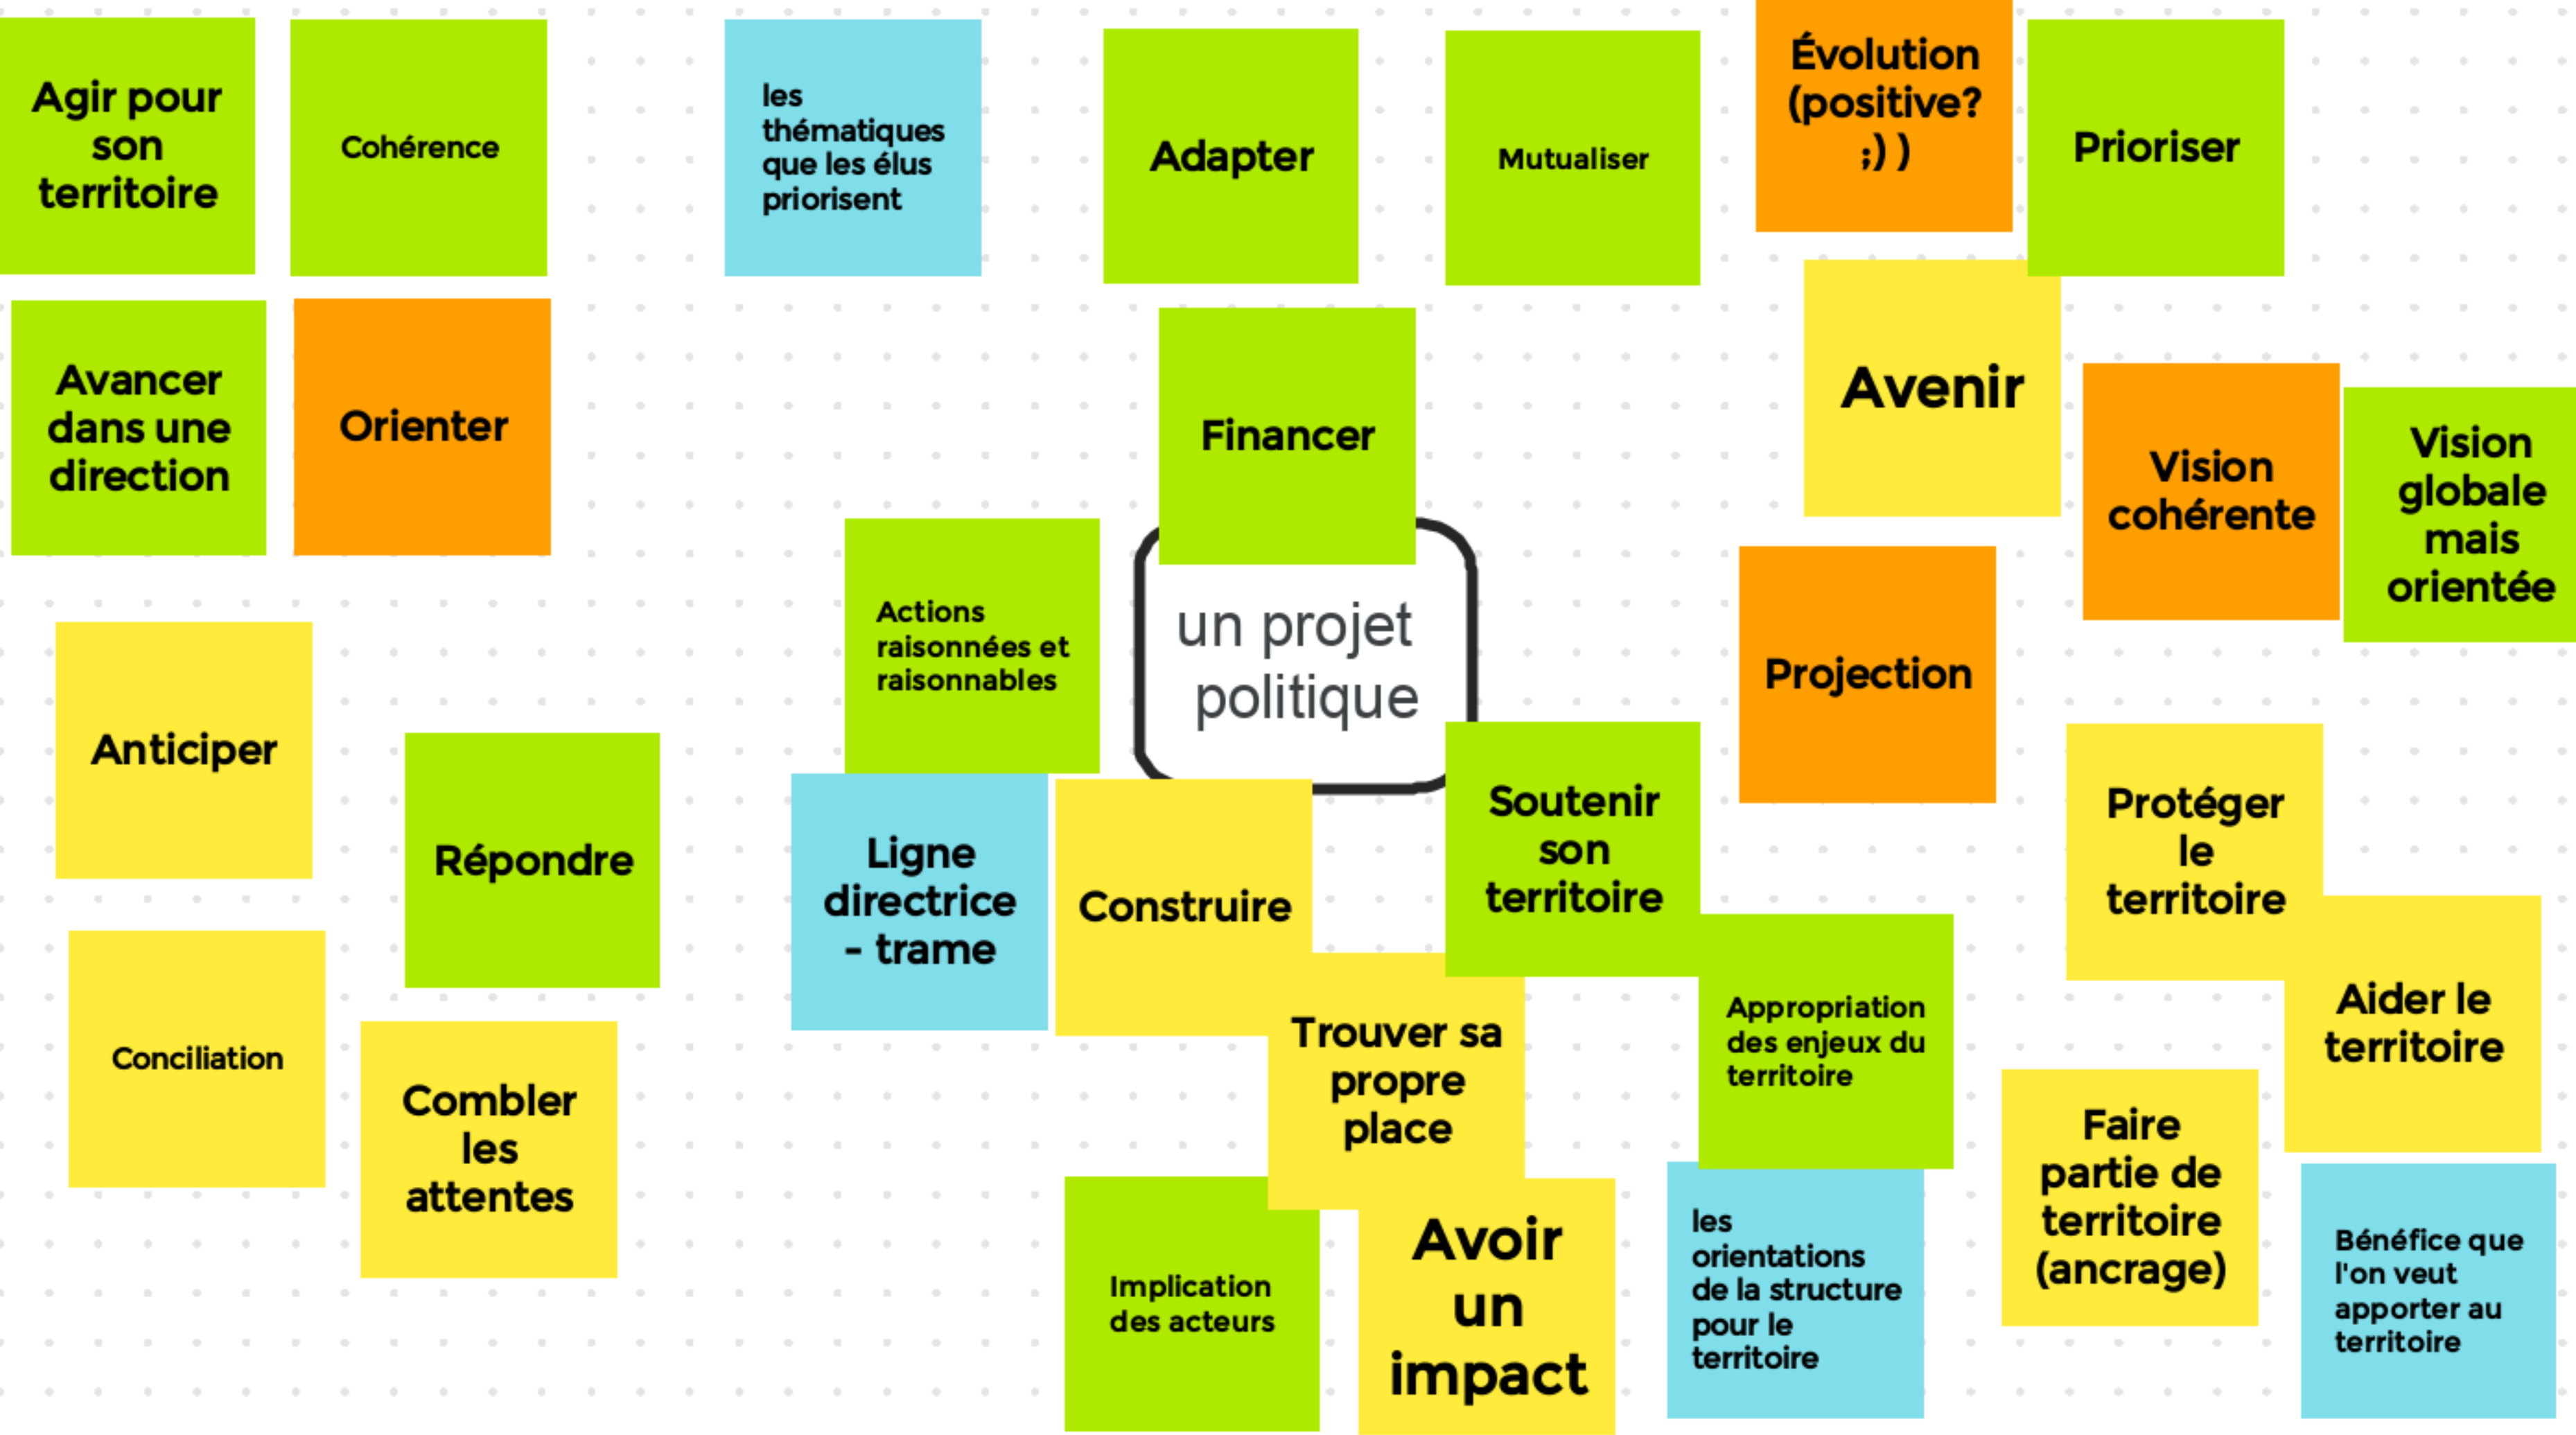 Agir pour
son
territoire
Cohérence
les
thématiques
que les élus
priorisent
Adapter
Mutualiser
Évolution
(positive?
;) )
Prioriser
Avancer
dans une
direction
Orienter
Financer
Avenir
Vision
cohérente
Vision
globale
mais
orientée
Actions
raisonnées et
raisonnables
un projet
politique
Projection
Anticiper
Répondre
Ligne
directrice
- trame
Construire
Soutenir
son
territoire
Protéger
le
territoire
Conciliation
Combler
les
attentes
Trouver sa
propre
place
Appropriation
des enjeux du
territoire
Aider le
territoire
Implication
des acteurs
Avoir
un
impact
les
orientations
de la structure
pour le
territoire
Faire
partie de
territoire
(ancrage)
Bénéfice que
l'on veut
apporter au
territoire